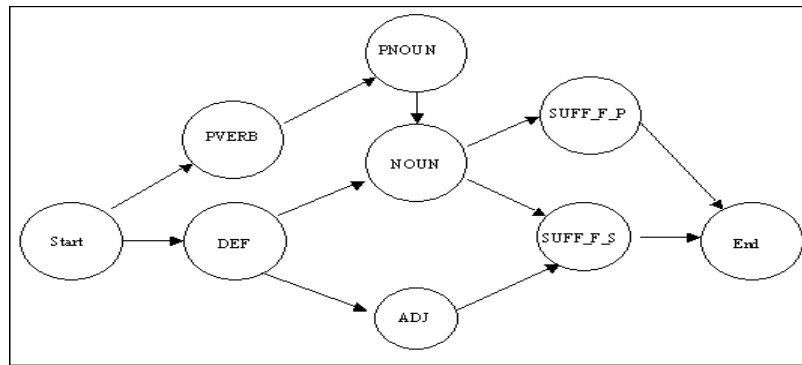 PNOUN
SUFF_F_P
PVERB
NOUN
Start
DEF
SUFF_F_S
End
ADJ